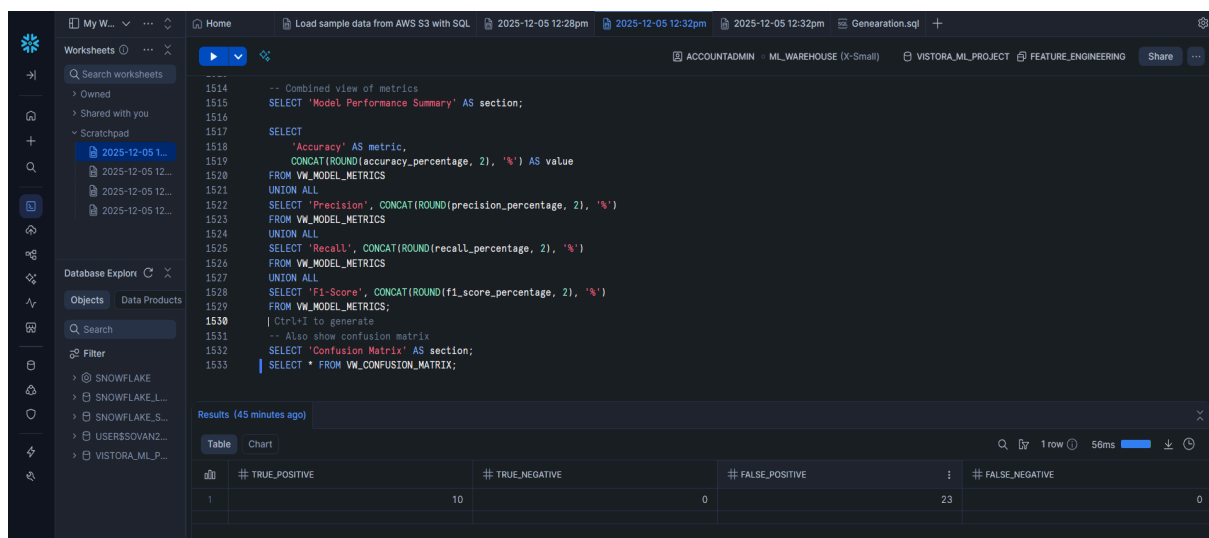 My W...
Home
Load sample data from AWS S3 with SQL
2025-12-05 12:28pm
2025-12-05 12:32pm
2025-12-05 12:32pm
Genearation.sql
Worksheets
Search worksheets
Owned
Shared with you
Scratchpad
2025-12-05 1...
2025-12-05 12...
2025-12-05 12...
2025-12-05 12...
Database Explore
Objects
Data Products
Search
Filter
SNOWFLAKE
SNOWFLAKE_L...
SNOWFLAKE_S...
USER$SOVAN2...
VISTORA_ML_P...
ACCOUNTADMIN
ML_WAREHOUSE (X-Small)
VISTORA_ML_PROJECT
FEATURE_ENGINEERING
Share
1514 -- Combined view of metrics
1515 SELECT 'Model Performance Summary' AS section;
1516
1517 SELECT
1518 'Accuracy' AS metric,
1519 CONCAT(ROUND(accuracy_percentage, 2), '%') AS value
1520 FROM VW_MODEL_METRICS
1521 UNION ALL
1522 SELECT 'Precision', CONCAT(ROUND(precision_percentage, 2), '%')
1523 FROM VW_MODEL_METRICS
1524 UNION ALL
1525 SELECT 'Recall', CONCAT(ROUND(recall_percentage, 2), '%')
1526 FROM VW_MODEL_METRICS
1527 UNION ALL
1528 SELECT 'F1-Score', CONCAT(ROUND(f1_score_percentage, 2), '%')
1529 FROM VW_MODEL_METRICS;
1530 Ctrl+I to generate
1531 -- Also show confusion matrix
1532 SELECT 'Confusion Matrix' AS section;
1533 SELECT * FROM VW_CONFUSION_MATRIX;
Results (45 minutes ago)
Table
Chart
1 row
56ms
# TRUE_POSITIVE # TRUE_NEGATIVE # FALSE_POSITIVE # FALSE_NEGATIVE
1 10 0 23 0